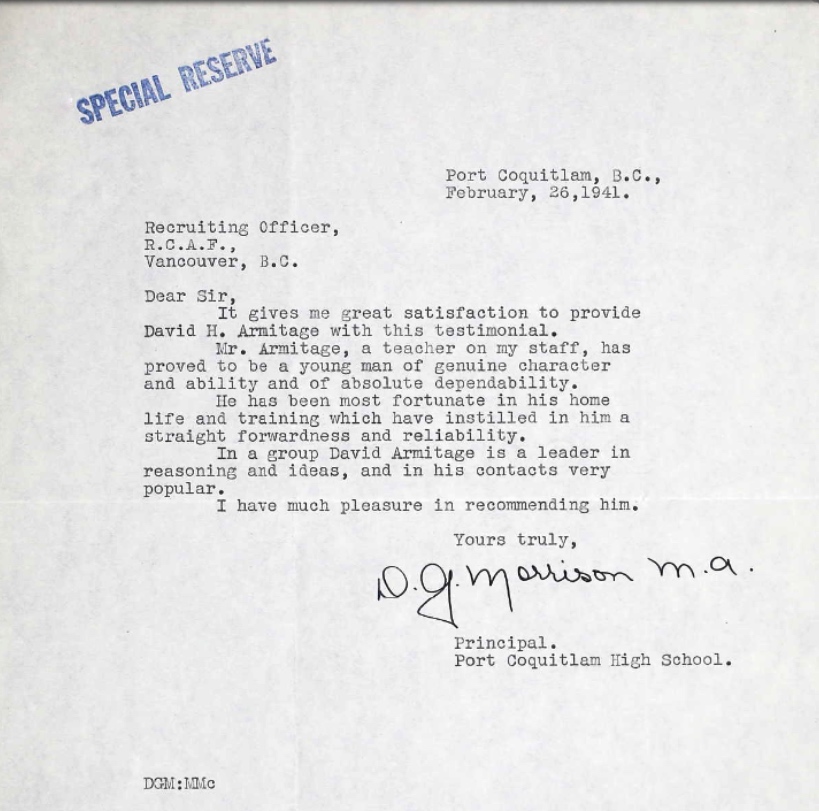 SPECIAL RESERVE
Port Coquitlam, B.C.,
February, 26,1941.
Recruiting Officer,
R.C.A.F.,
Vancouver, B.C.
Dear Sir,
It gives me great satisfaction to provide
David H. Armitage with this testimonial.
Mr. Armitage, a teacher on my staff, has
proved to be a young man of genuine character
and ability and of absolute dependability.
He has been most fortunate in his home
life and training which have instilled in him a
straight forwardness and reliability.
In a group David Armitage is a leader in
reasoning and ideas, and in his contacts very
popular.
I have much pleasure in recommending him.
Yours truly,
D.G. Morrison M.A.
Principal.
Port Coquitlam High School.
DGM:MMc